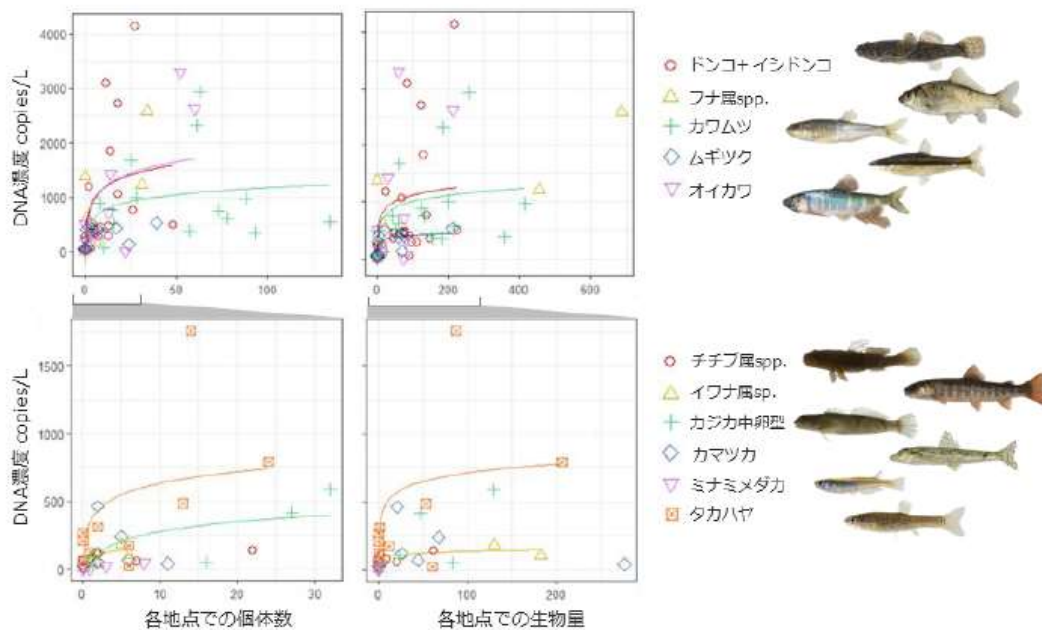 DNA濃度 copies/L
4000
3000
2000
1000
0
0
50
100
0
200
400
600
ドンコ+イシドンコ
フナ属spp.
カワムツ
ムギツク
オイカワ
DNA濃度 copies/L
1500
1000
500
0
0
10
20
30
0
100
200
各地点での個体数
各地点での生物量
チチブ属spp.
イワナ属sp.
カジカ中卵型
カマツカ
ミナミメダカ
タカハヤ